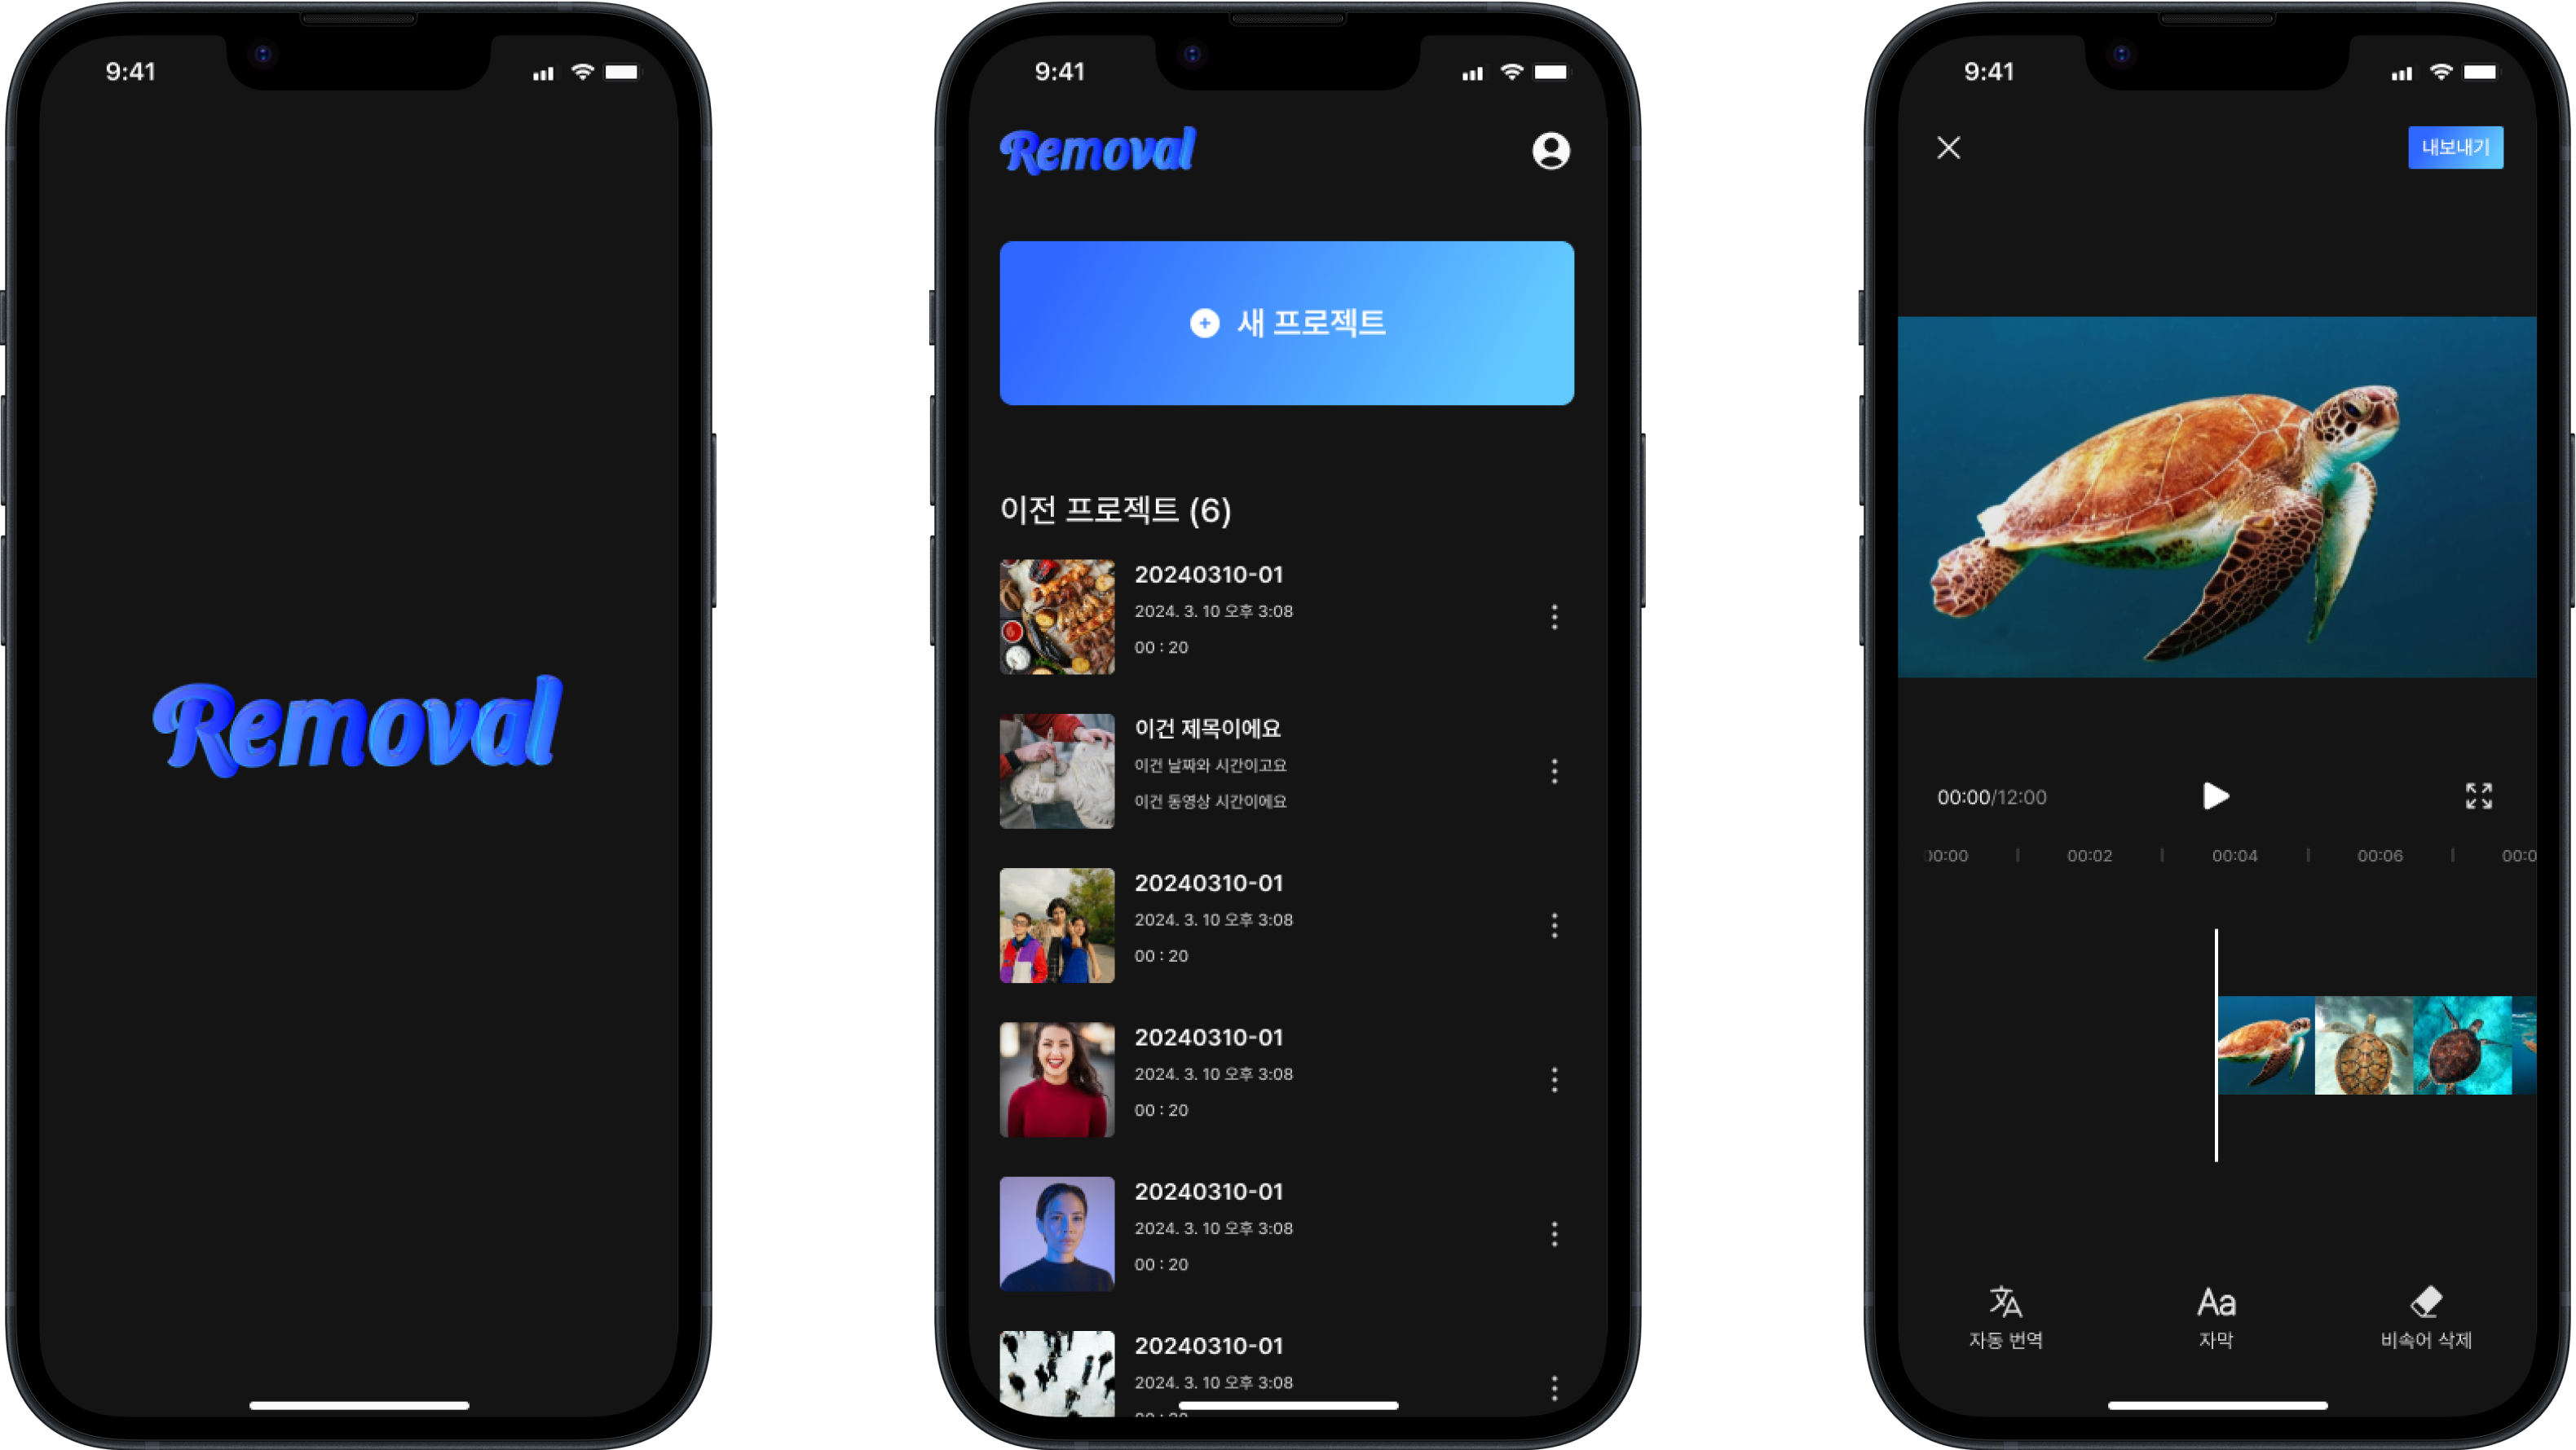 9:41
Removal
9:41
Removal
새 프로젝트
이전 프로젝트 (6)
20240310-01
2024. 3. 10 오후 3:08
00 : 20
이건 제목이에요
이건 날짜와 시간이고요
이건 동영상 시간이에요
20240310-01
2024. 3. 10 오후 3:08
00 : 20
20240310-01
2024. 3. 10 오후 3:08
00 : 20
20240310-01
2024. 3. 10 오후 3:08
00 : 20
20240310-01
2024. 3. 10 오후 3:08
9:41
내보내기
00:00/12:00
00:00 00:02 00:04 00:06
Aa
자동 번역 자막 비속어 삭제